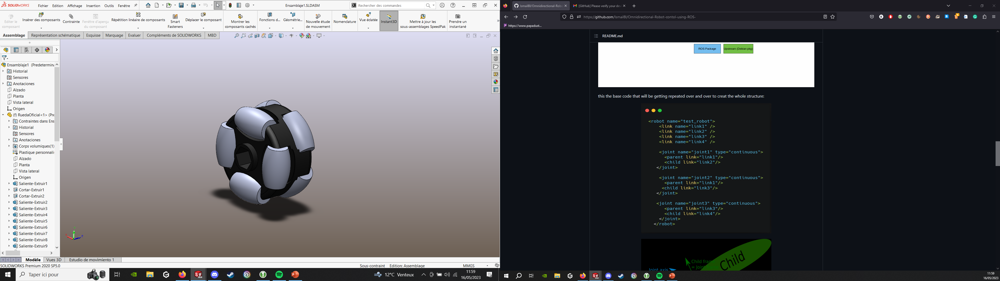 SOLIDWORKS Fichier Edition Affichage Insertion Outils Fenêtre Ensamblaje1.SLDASM Rechercher des commandes
Editer le composant
Insérer des composants
Contrainte
Fenêtre d'aperçu du composant
Répétition linéaire de composants
Smart Fasteners
Déplacer le composant
Montrer les composants cachés
Fonctions d...
Géométrie...
Nouvelle étude de mouvement
Nomenclature
Vue éclatée
Instant3D
Mettre à jour les sous-assemblages SpeedPak
Prendre un instantané
Assemblage Représentation schématique Esquisse Marquage Evaluer Compléments de SOLIDWORKS MBD
Ensamblaje1 (Predetermina
Historial
Sensores
Anotaciones
Alzado
Planta
Vista lateral
Origen
(f) RuedaOficial<1> (Pre
Contraintes dans Ens
Historial
Sensores
Anotaciones
Corps volumiques(1)
Plastique personnalis
Alzado
Planta
Vista lateral
Origen
Saliente-Extruir1
Cortar-Extruir1
Cortar-Extruir2
Saliente-Extruir2
Saliente-Extruir3
Saliente-Extruir4
Saliente-Extruir5
Saliente-Extruir6
Saliente-Extruir7
Saliente-Extruir8
Saliente-Extruir9
Modèle Vues 3D Estudio de movimiento 1
SOLIDWORKS Premium 2020 SP5.0 Sous-contraint Edition: Assemblage MMGS
Taper ici pour 12°C Venteux 11:59
16/05/2023
IsmailBl/Omnidirectional-Robo [GitHub] Please verify your dev
https://github.com/IsmailBl/Omnidirectional-Robot-contol-using-ROS-
https://www.papadust...
README.md
ROS Package Upstream (Debian pkg)
this the base code that will be getting repeated over and over to creat the whole structure:
<robot name="test_robot">
<link name="link1" />
<link name="link2" />
<link name="link3" />
<link name="link4" />
<joint name="joint1" type="continuous">
<parent link="link1"/>
<child link="link2"/>
</joint>
<joint name="joint2" type="continuous">
<parent link="link1"/>
<child link="link3"/>
</joint>
<joint name="joint3" type="continuous">
<parent link="link3"/>
<child link="link4"/>
</joint>
</robot>
Child
Child fram
= Joint
Joint axis
11:59
16/05/2023